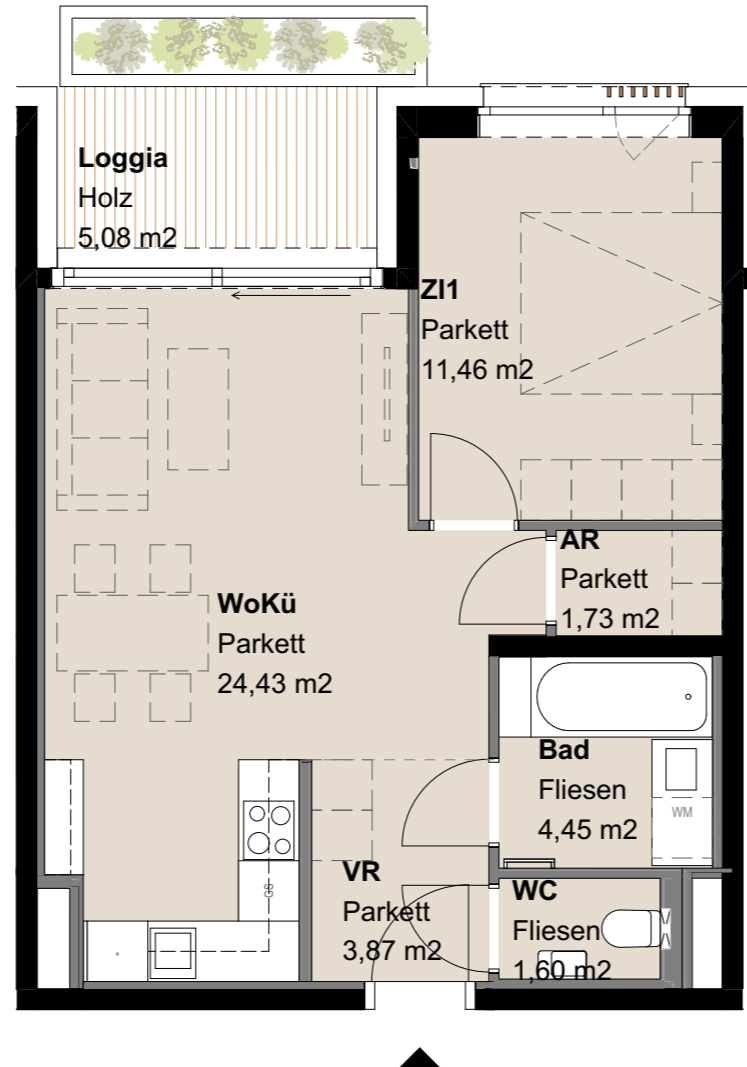 Loggia
Holz
5,08 m2
ZI1
Parkett
11,46 m2
AR
Parkett
1,73 m2
WoKü
Parkett
24,43 m2
Bad
Fliesen
4,45 m2
WM
GS
VR
Parkett
3,87 m2
WC
Fliesen
1,60 m2